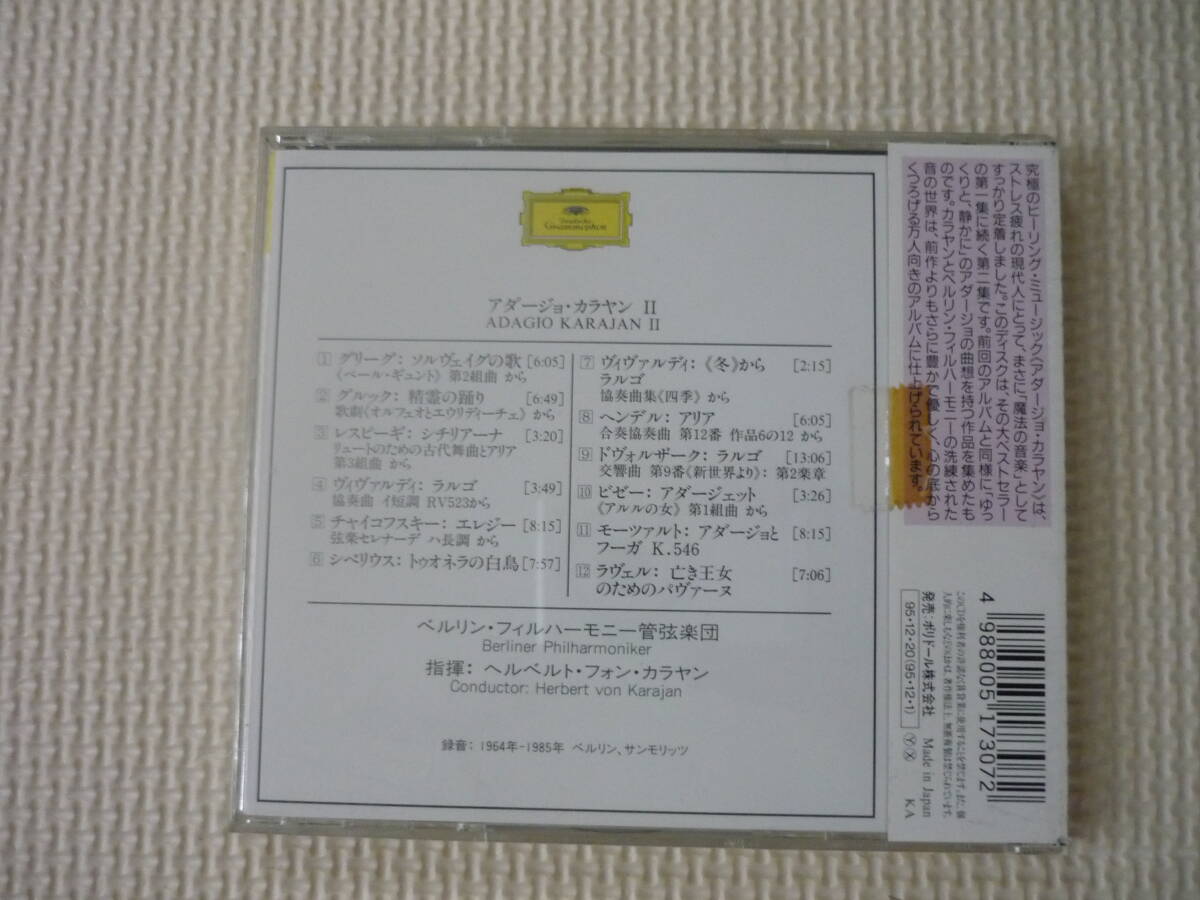 Deutsche
Grammophon
アダージョ・カラヤン II
ADAGIO KARAJAN II
1 グリーグ: ソルヴェイグの歌 [6:05]
《ペール・ギュント》 第2組曲 から
2 グルック: 精霊の踊り [6:49]
歌劇《オルフェオとエウリディーチェ》から
3 レスピーギ: シチリアーナ [3:20]
リュートのための古代舞曲とアリア
第3組曲 から
4 ヴィヴァルディ: ラルゴ [3:49]
協奏曲 イ短調 RV523から
5 チャイコフスキー: エレジー [8:15]
弦楽セレナーデ ハ長調 から
6 シベリウス: トゥオネラの白鳥 [7:57]
7 ヴィヴァルディ: 《冬》から [2:15]
ラルゴ
協奏曲集《四季》から
8 ヘンデル: アリア [6:05]
合奏協奏曲 第12番 作品6の12 から
9 ドヴォルザーク: ラルゴ [13:06]
交響曲 第9番《新世界より》: 第2楽章
10 ビゼー: アダージェット [3:26]
《アルルの女》 第1組曲 から
11 モーツァルト: アダージョと [8:15]
フーガ K.546
12 ラヴェル: 亡き王女 [7:06]
のためのパヴァーヌ
ベルリン・フィルハーモニー管弦楽団
Berliner Philharmoniker
指揮: ヘルベルト・フォン・カラヤン
Conductor: Herbert von Karajan
録音: 1964年-1985年 ベルリン、サンモリッツ
究極のヒーリング・ミュージック《アダージョ・カラヤン》は、
ストレス疲れの現代人にとって、まさに「魔法の音楽」として
すっかり定着しました。このディスクは、その大ベストセラー
の第一集に続く第二集です。前回のアルバムと同様に「ゆっ
くりと、静かに」のアダージョの曲想を持つ作品を集めたも
のです。カラヤンとベルリン・フィルハーモニーの洗練された
音の世界は、前作よりもさらに豊かで優しく、心の底から
くつろげる万人向きのアルバムに仕上げられています。
4 988005 173072
発売: ポリドール株式会社 Made in Japan
95・12・20(95・12・1) Ⓨ Ⓧ KA